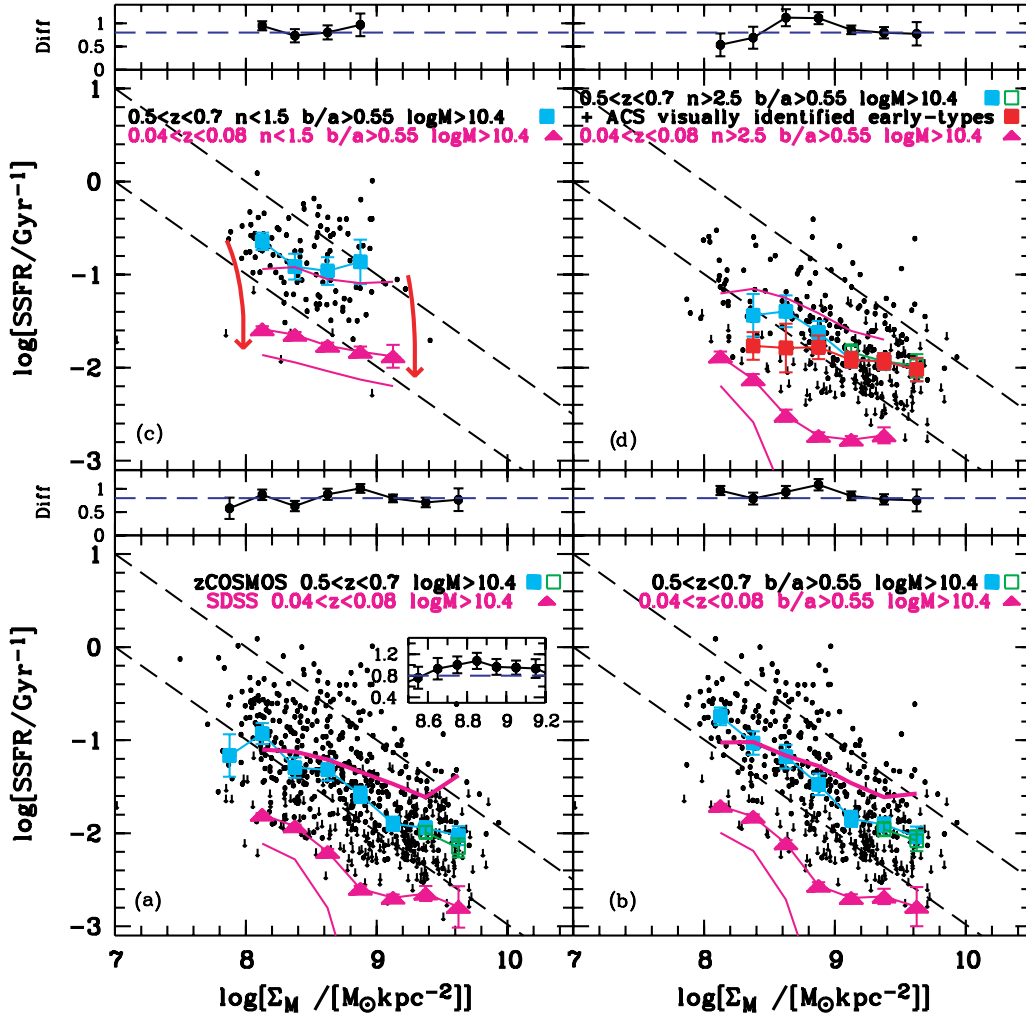 Diff
1
0.5
0
1
0.5
0
1
0
-1
-2
-3
log[SSFR/Gyr⁻¹]
0.5<z<0.7 n<1.5 b/a>0.55 logM>10.4
0.04<z<0.08 n<1.5 b/a>0.55 logM>10.4
(c)
0.5<z<0.7 n>2.5 b/a>0.55 logM>10.4
+ ACS visually identified early-types
0.04<z<0.08 n>2.5 b/a>0.55 logM>10.4
(d)
Diff
1
0.5
0
1
0.5
0
1
0
-1
-2
-3
log[SSFR/Gyr⁻¹]
zCOSMOS 0.5<z<0.7 logM>10.4
SDSS 0.04<z<0.08 logM>10.4
1.2
0.8
0.4
8.6 8.8 9 9.2
(a)
0.5<z<0.7 b/a>0.55 logM>10.4
0.04<z<0.08 b/a>0.55 logM>10.4
(b)
7 8 9 10 7 8 9 10
log[Σ_M /[M⊙kpc⁻²]] log[Σ_M /[M⊙kpc⁻²]]